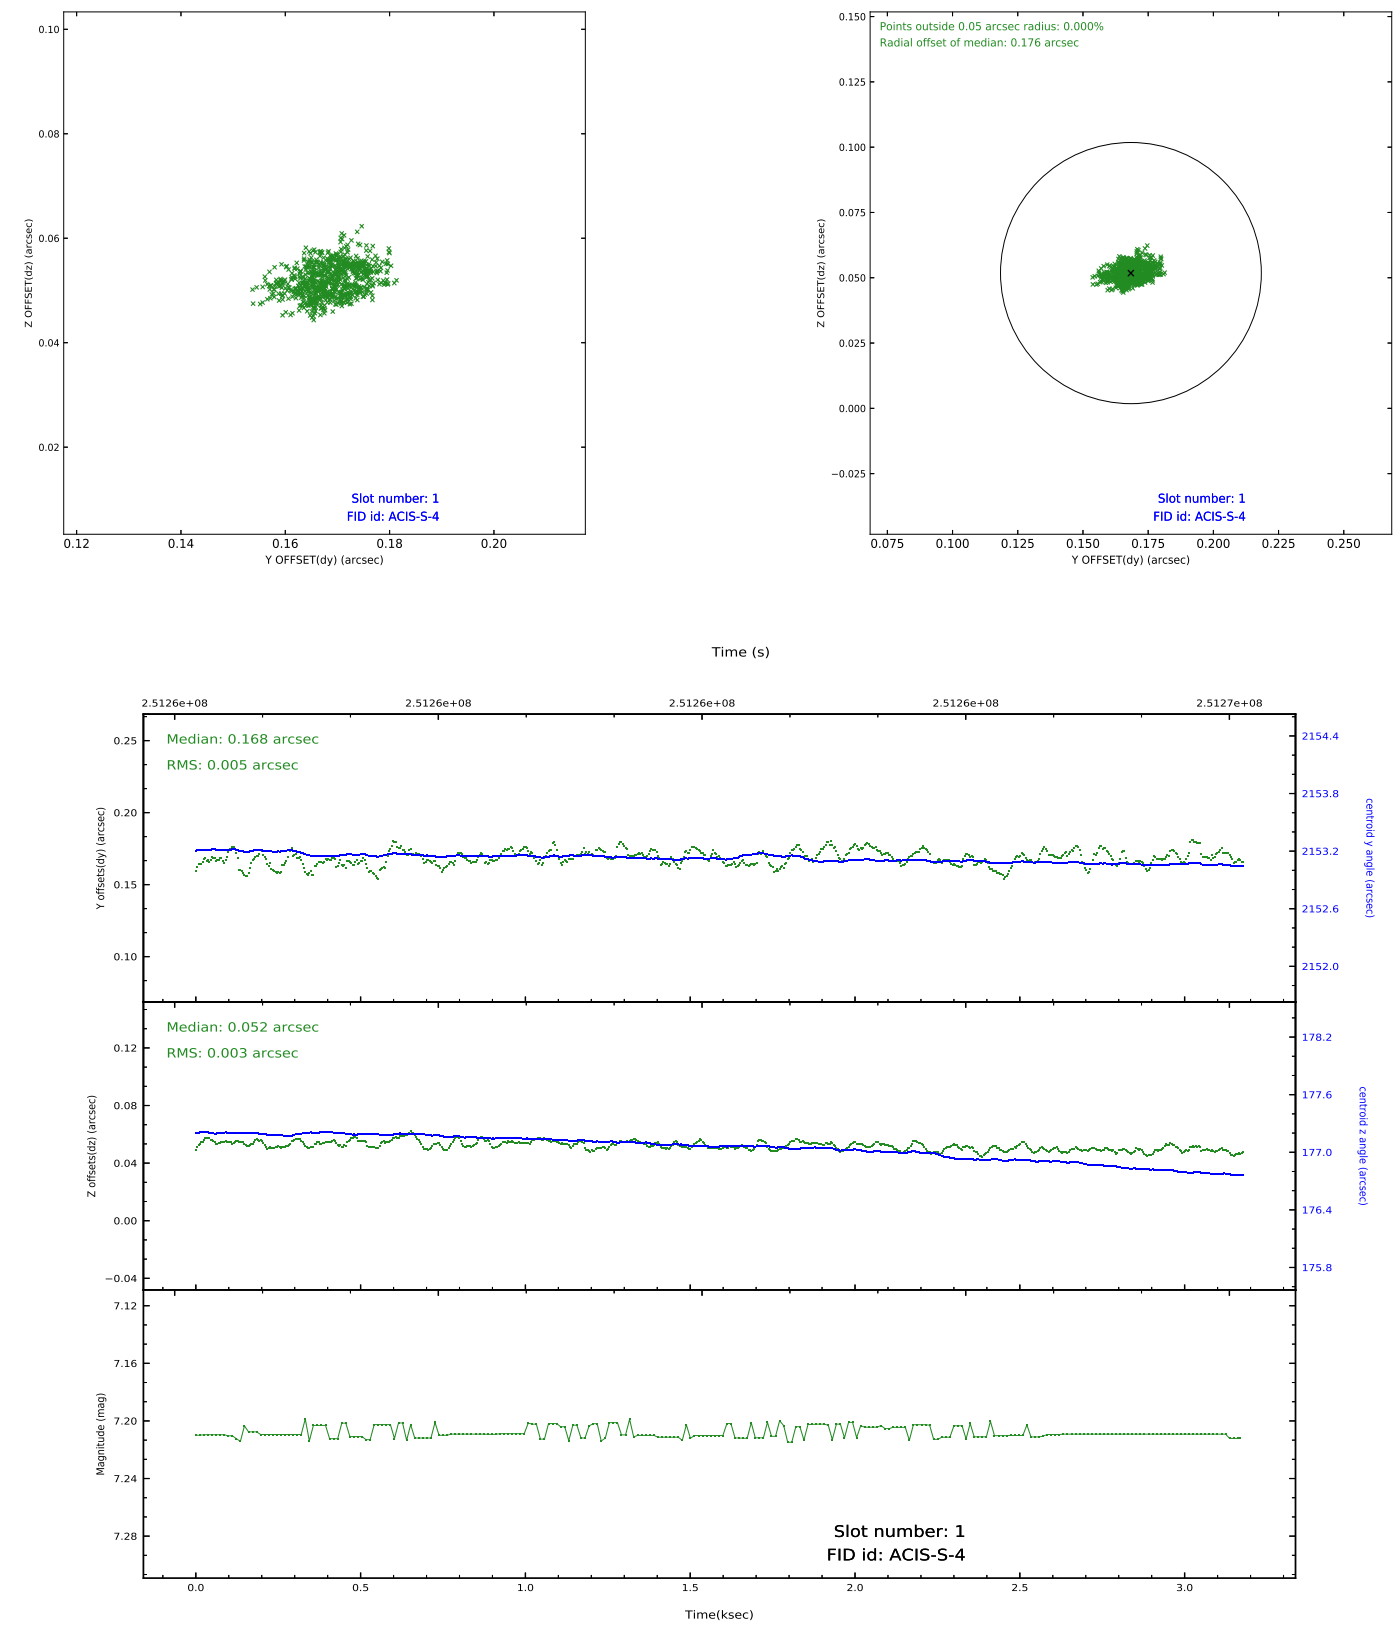 0.10
0.08
0.06
0.04
0.02
Z OFFSET(dz) (arcsec)
Slot number: 1
FID id: ACIS-S-4
0.12 0.14 0.16 0.18 0.20
Y OFFSET(dy) (arcsec)
Points outside 0.05 arcsec radius: 0.000%
Radial offset of median: 0.176 arcsec
0.150
0.125
0.100
0.075
0.050
0.025
0.000
−0.025
Z OFFSET(dz) (arcsec)
Slot number: 1
FID id: ACIS-S-4
0.075 0.100 0.125 0.150 0.175 0.200 0.225 0.250
Y OFFSET(dy) (arcsec)
Time (s)
2.5126e+08 2.5126e+08 2.5126e+08 2.5126e+08 2.5127e+08
Median: 0.168 arcsec
RMS: 0.005 arcsec
0.25
0.20
0.15
0.10
Y offsets(dy) (arcsec)
2154.4
2153.8
2153.2
2152.6
2152.0
centroid y angle (arcsec)
Median: 0.052 arcsec
RMS: 0.003 arcsec
0.12
0.08
0.04
0.00
−0.04
Z offsets(dz) (arcsec)
178.2
177.6
177.0
176.4
175.8
centroid z angle (arcsec)
7.12
7.16
7.20
7.24
7.28
Magnitude (mag)
Slot number: 1
FID id: ACIS-S-4
0.0 0.5 1.0 1.5 2.0 2.5 3.0
Time(ksec)